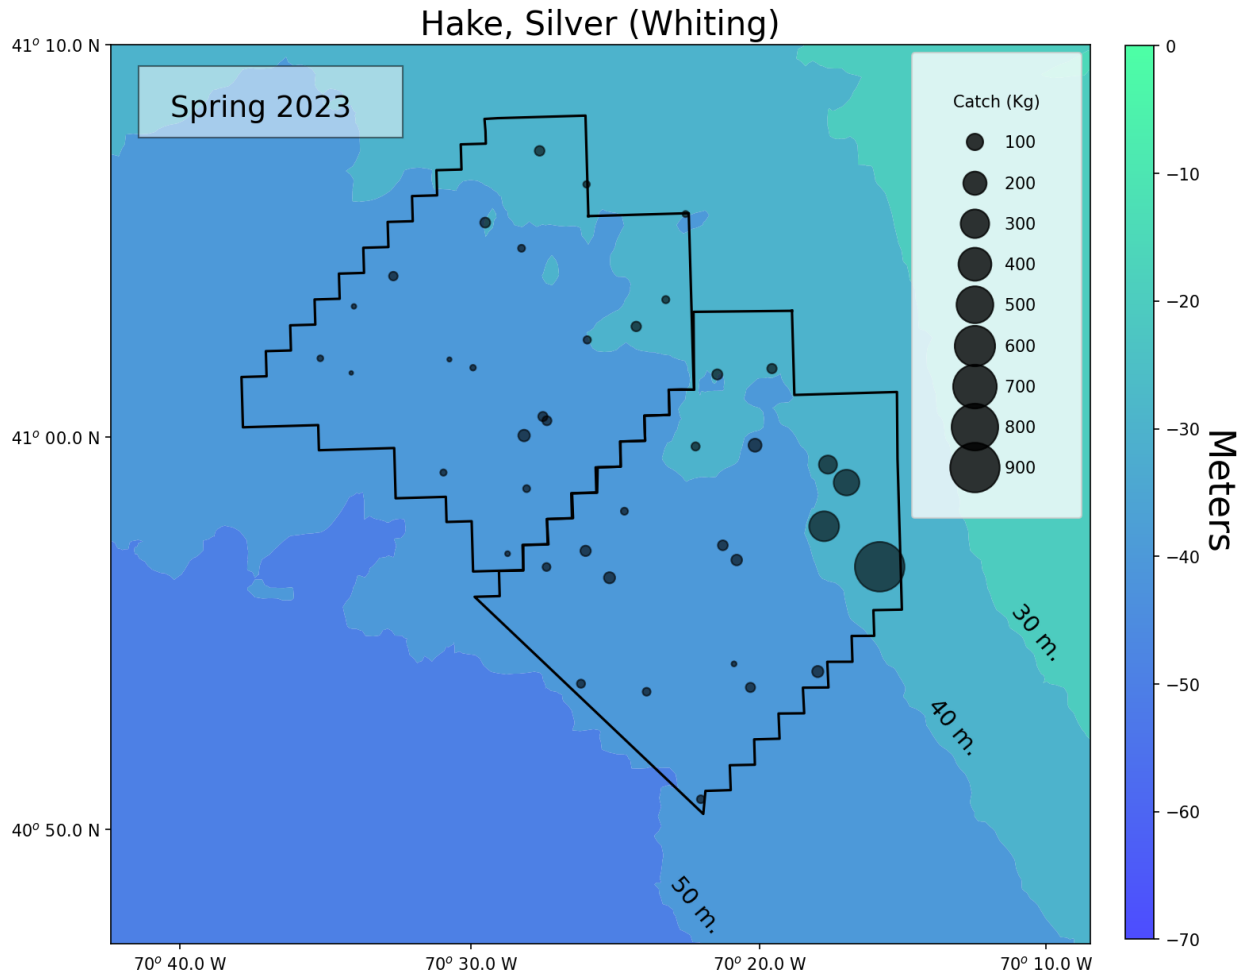 Hake, Silver (Whiting)
41° 10.0 N
41° 00.0 N
40° 50.0 N
Spring 2023
Catch (Kg)
100
200
300
400
500
600
700
800
900
30 m.
40 m.
50 m.
70° 40.0 W
70° 30.0 W
70° 20.0 W
70° 10.0 W
0
−10
−20
−30
−40
−50
−60
−70
Meters